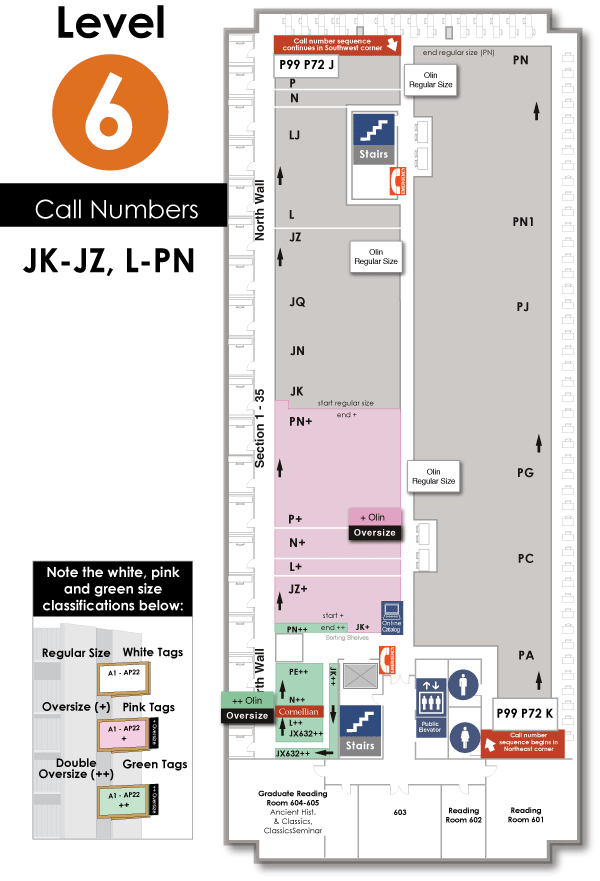 Level
6
Call Numbers
JK-JZ, L-PN
Call number sequence
continues in Southwest corner
P99 P72 J
P
N
LJ
Stairs
EMERGENCY
L
JZ
Olin
Regular Size
JQ
JN
JK
start regular size
end +
PN+
P+
+ Olin
Oversize
N+
L+
JZ+
start +
Online
Catalog
PN++
end ++
JK+
Sorting Shelves
North Wall
Section 1 - 35
North Wall
end regular size (PN)
PN
Olin
Regular Size
PN1
PJ
Olin
Regular Size
PG
PC
PA
P99 P72 K
Call number
sequence begins in
Northeast corner
PE++
JK++
N++
Cornellian
L++
JX632++
JX632++
++ Olin
Oversize
Stairs
Public
Elevator
Graduate Reading
Room 604-605
Ancient Hist.
& Classics,
ClassicsSeminar
603
Reading
Room 602
Reading
Room 601
Note the white, pink
and green size
classifications below:
Regular Size White Tags
A1 - AP22
Oversize (+) Pink Tags
A1 - AP22
+
+ Oversize
Double
Oversize (++)
Green Tags
A1 - AP22
++
++ Oversize